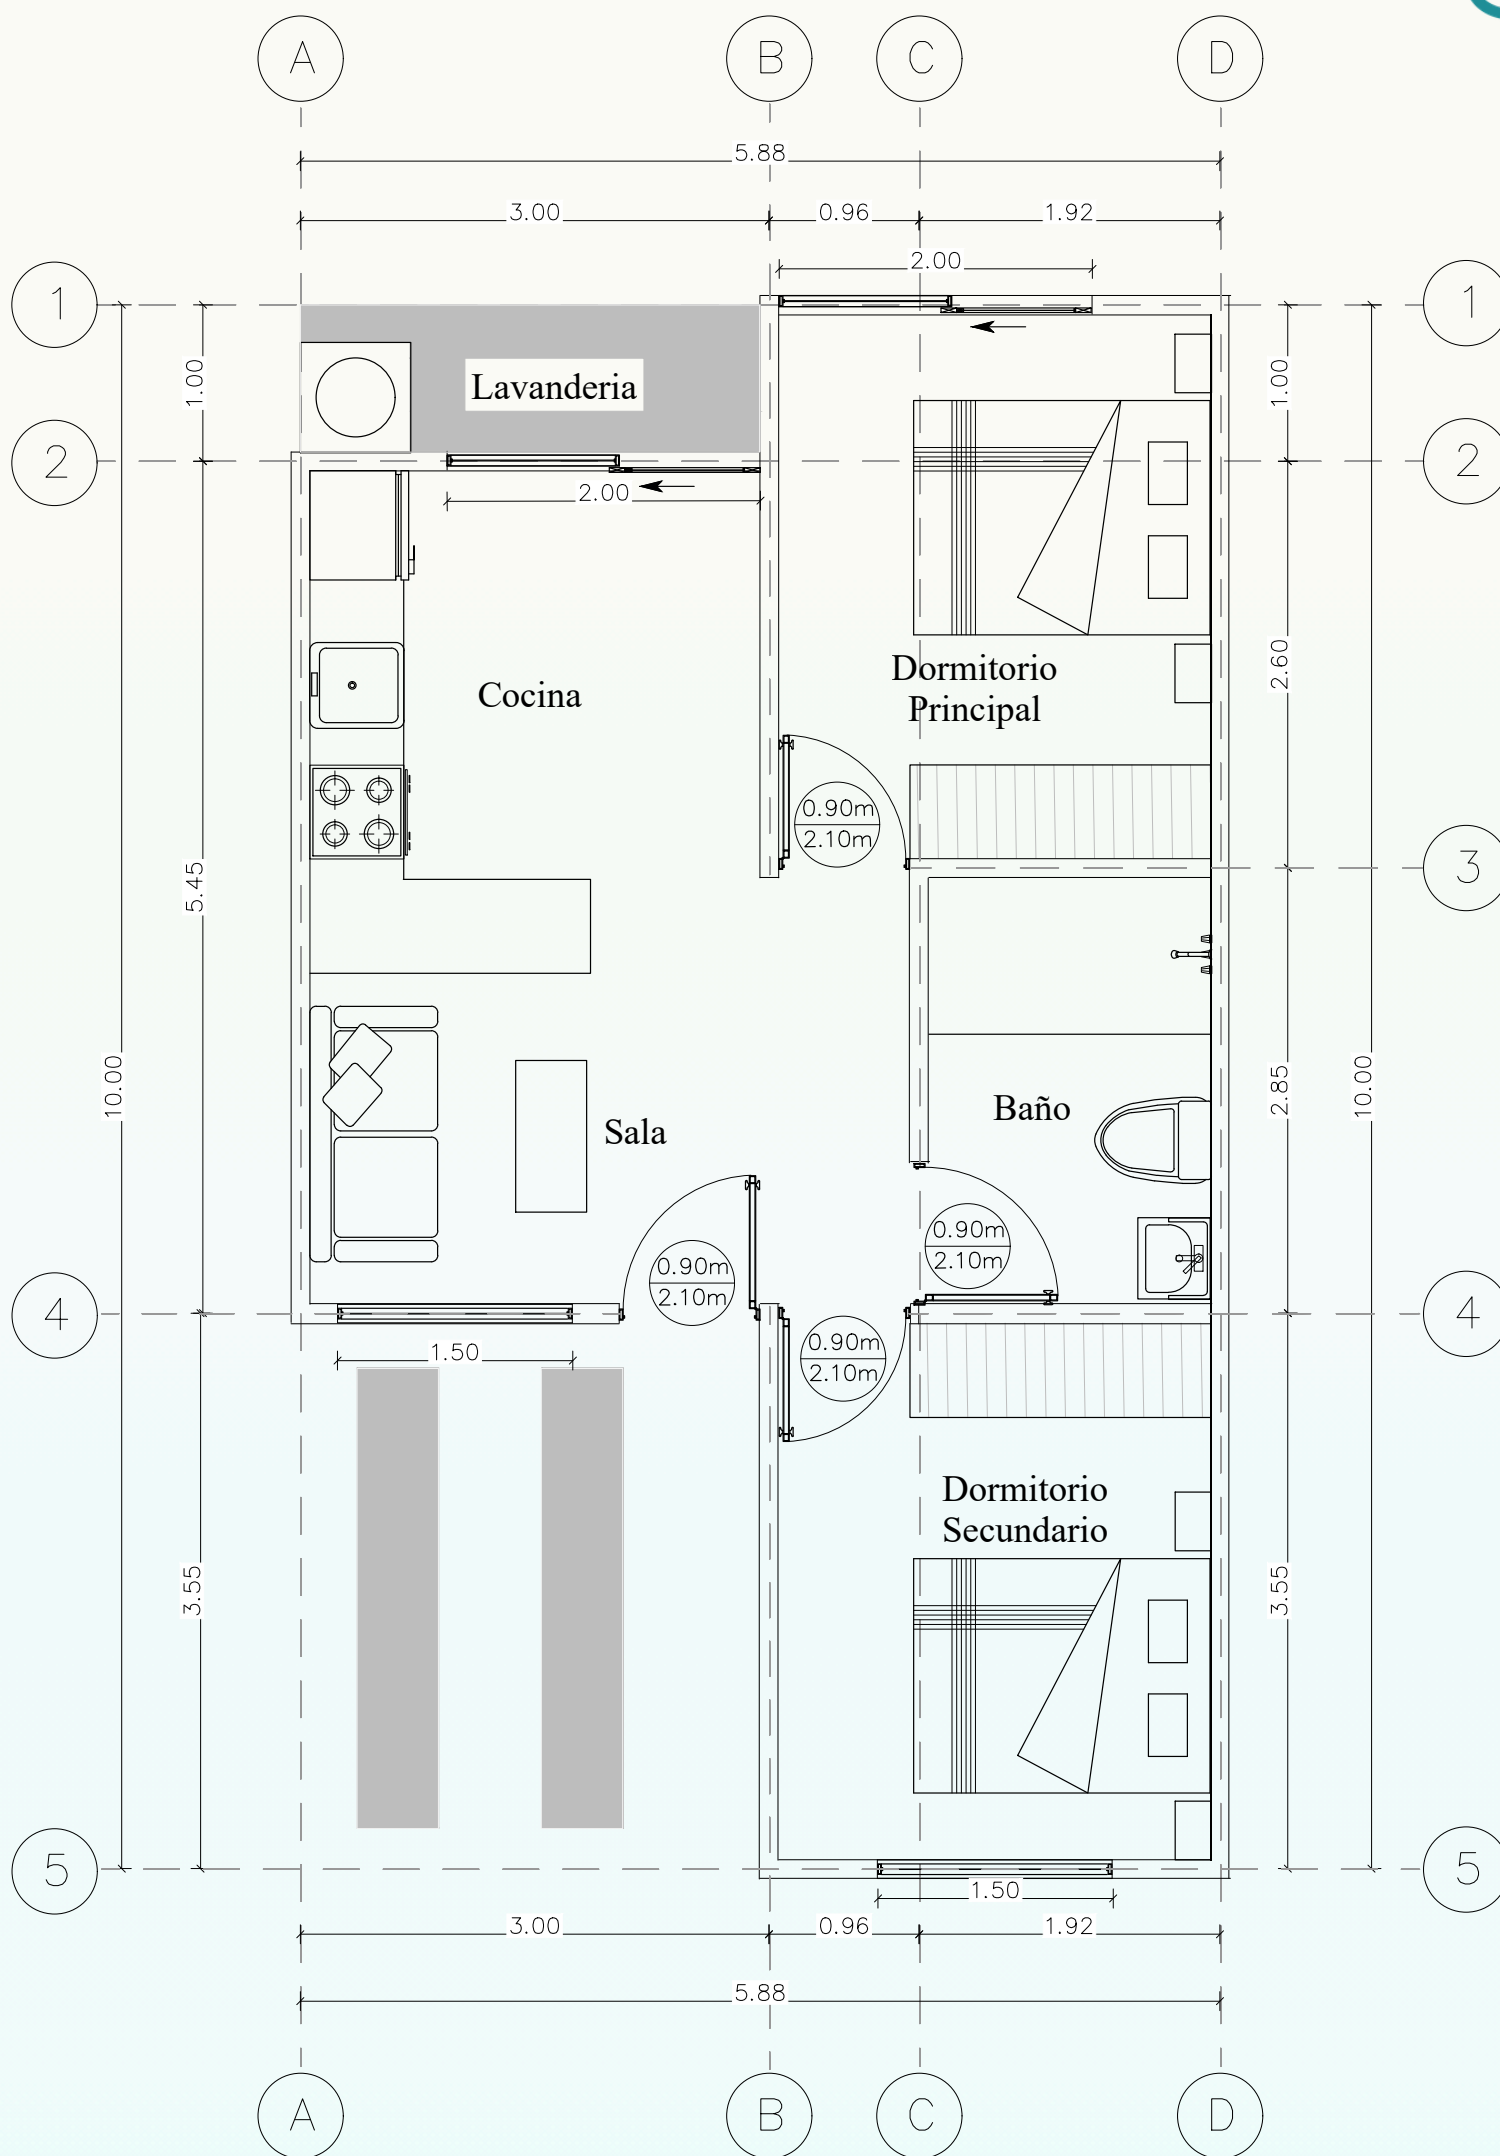 A B C D
5.88
3.00 0.96 1.92
2.00
1 1
1.00 Lavanderia 1.00
2 2
2.00
Cocina
Dormitorio
Principal
2.60
0.90m
2.10m
3
5.45
10.00 10.00
2.85
Baño
Sala
0.90m
2.10m
0.90m
2.10m
4 4
0.90m
2.10m
1.50
Dormitorio
Secundario
3.55 3.55
5 5
1.50
3.00 0.96 1.92
5.88
A B C D